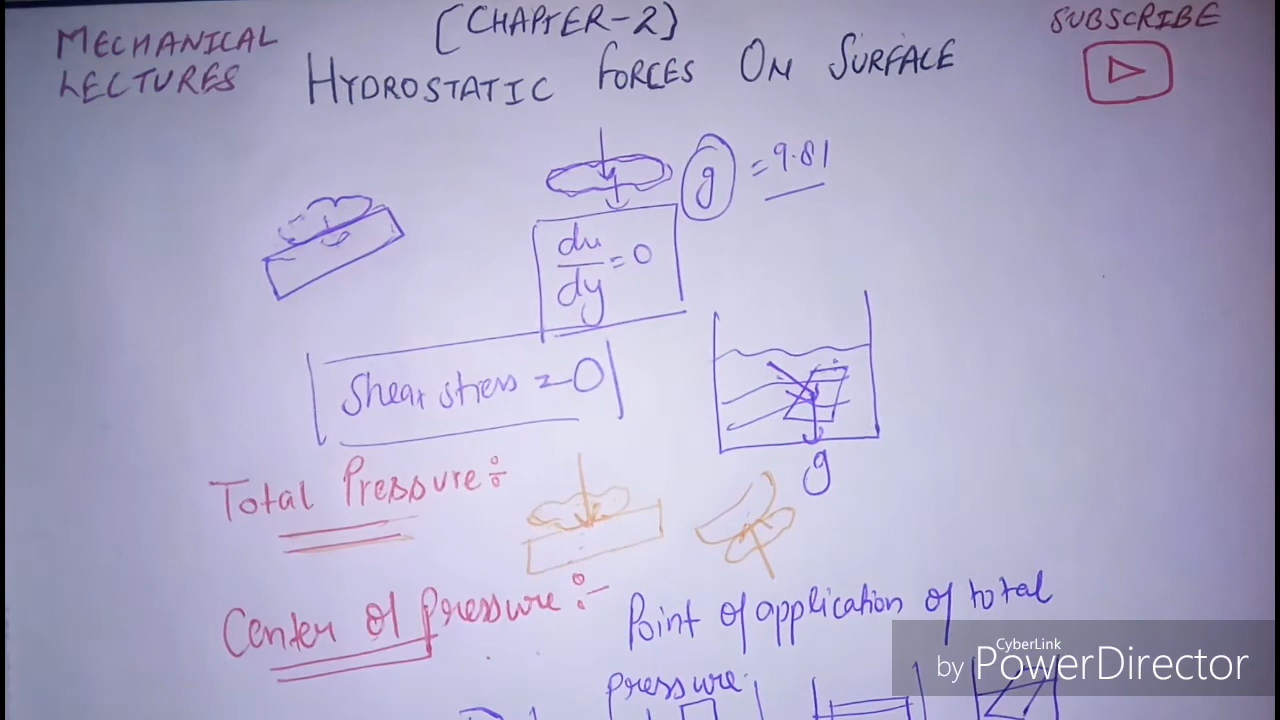 MECHANICAL
LECTURES
[CHAPTER-2]
HYDROSTATIC FORCES ON SURFACE
SUBSCRIBE
g = 9.81
du/dy = 0
Shear stress = 0
g
Total Pressure:
Center of Pressure :- Point of application of total
pressure.
CyberLink
by PowerDirector